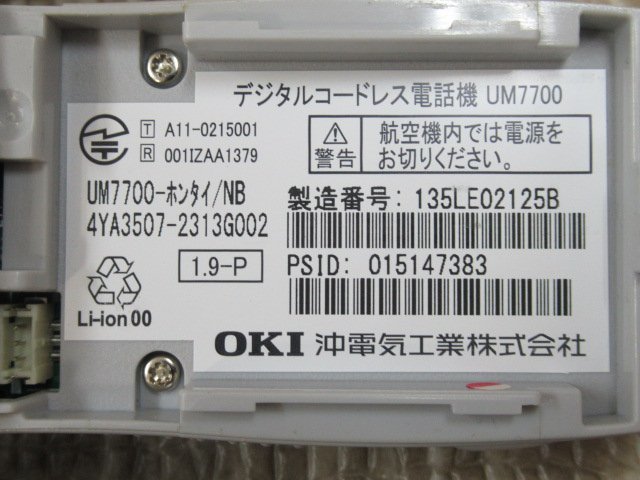 デジタルコードレス電話機 UM7700
T A11-0215001
R 001IZAA1379
警告
航空機内では電源を
お切りください。
UM7700-ホンタイ/NB
4YA3507-2313G002
製造番号: 135LE02125B
1.9-P
PSID: 015147383
Li-ion 00
OKI 沖電気工業株式会社